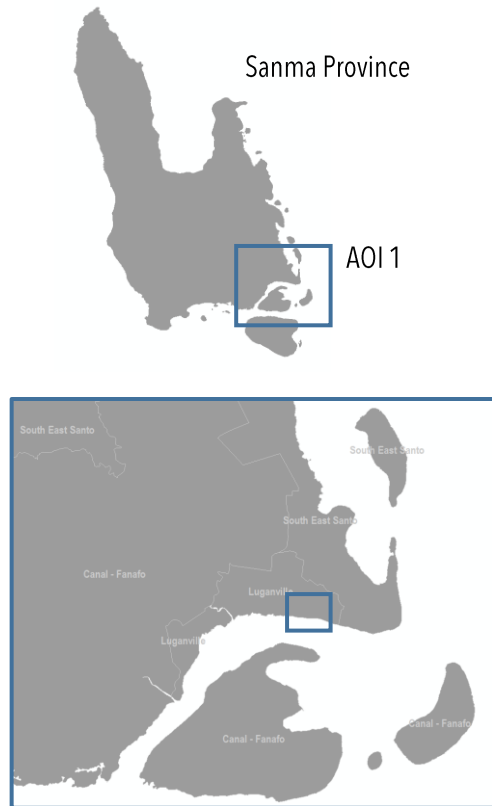 Sanma Province
AOI 1
South East Santo
South East Santo
South East Santo
Canal - Fanafo
Luganville
Luganville
Canal - Fanafo
Canal - Fanafo